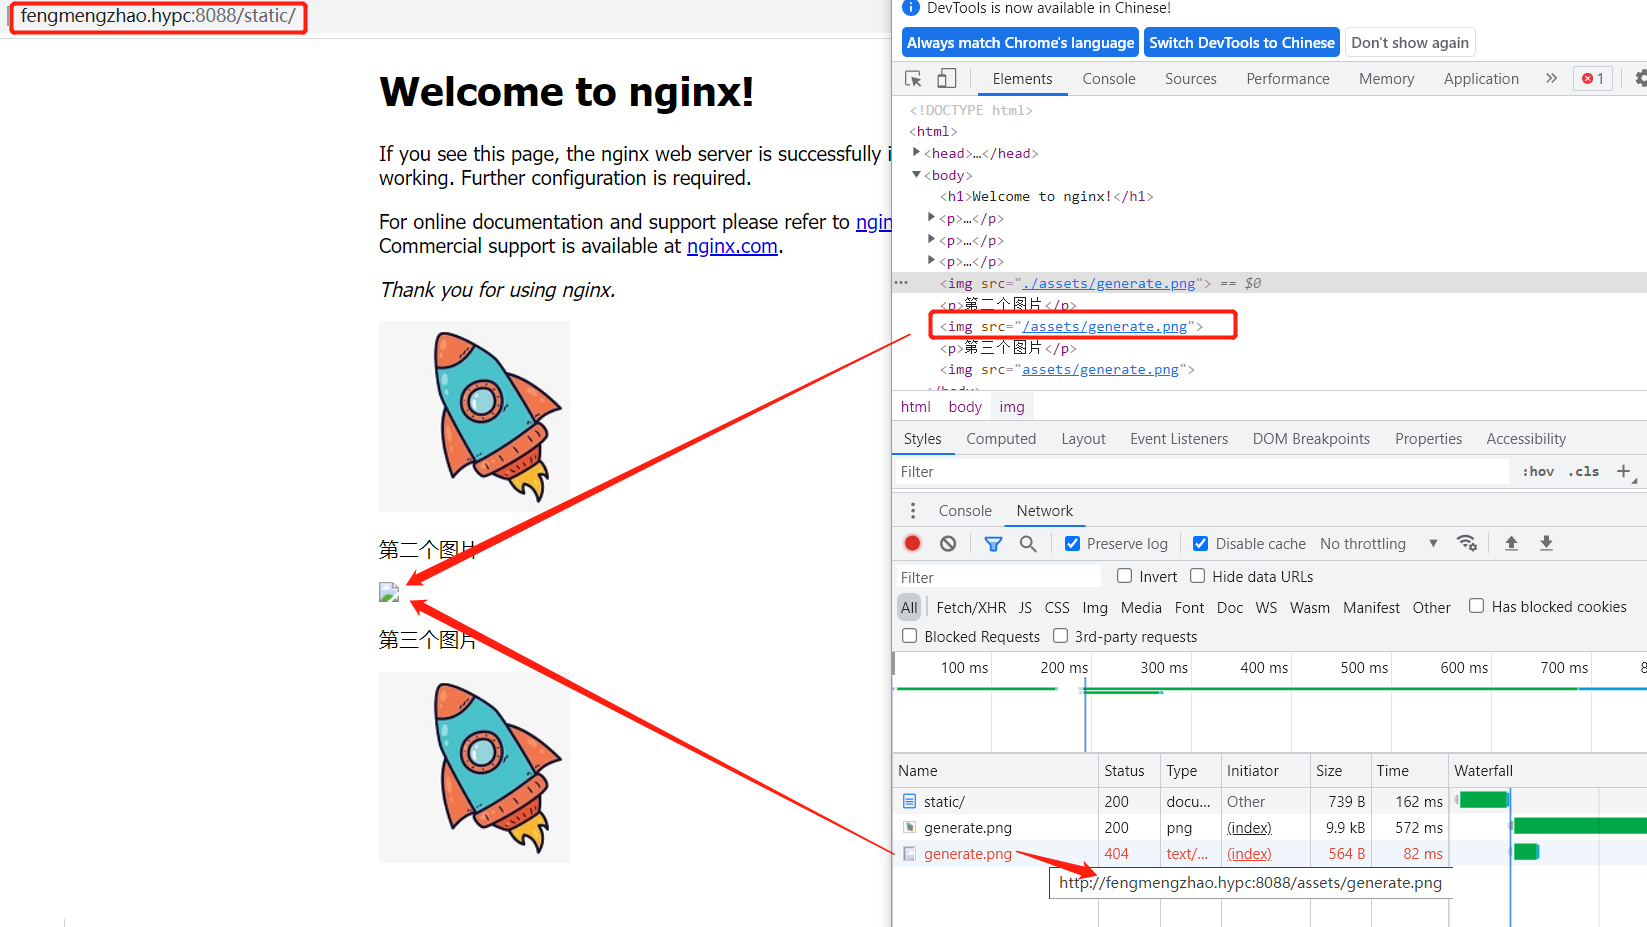 fengmengzhao.hypc:8088/static/
Welcome to nginx!
If you see this page, the nginx web server is successfully i
working. Further configuration is required.
For online documentation and support please refer to ngin
Commercial support is available at nginx.com.
Thank you for using nginx.
第二个图片
第三个图片
DevTools is now available in Chinese!
Always match Chrome's language
Switch DevTools to Chinese
Don't show again
Elements Console Sources Performance Memory Application » 1
<!DOCTYPE html>
<html>
<head>…</head>
<body>
<h1>Welcome to nginx!</h1>
<p>…</p>
<p>…</p>
<p>…</p>
<img src="./assets/generate.png"> == $0
<p>第二个图片</p>
<img src="/assets/generate.png">
<p>第三个图片</p>
<img src="assets/generate.png">
</body>
html body img
Styles Computed Layout Event Listeners DOM Breakpoints Properties Accessibility
Filter :hov .cls +
Console Network
Preserve log Disable cache No throttling
Filter Invert Hide data URLs
All Fetch/XHR JS CSS Img Media Font Doc WS Wasm Manifest Other Has blocked cookies
Blocked Requests 3rd-party requests
100 ms 200 ms 300 ms 400 ms 500 ms 600 ms 700 ms 8
Name Status Type Initiator Size Time Waterfall
static/ 200 docu... Other 739 B 162 ms
generate.png 200 png (index) 9.9 kB 572 ms
generate.png 404 text/... (index) 564 B 82 ms
http://fengmengzhao.hypc:8088/assets/generate.png